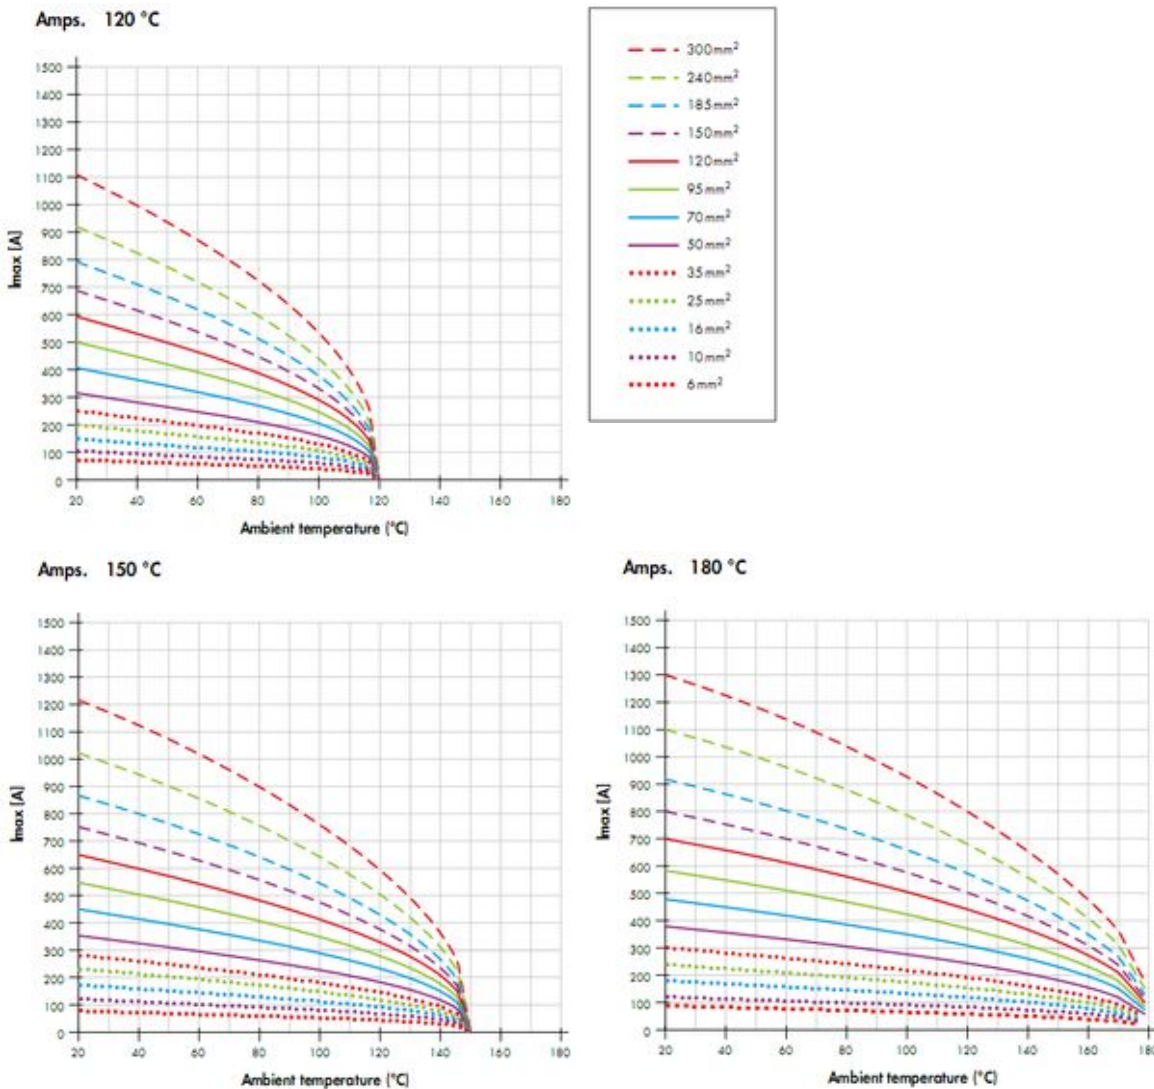 Amps. 120 °C
1500
1400
1300
1200
1100
1000
900
800
700
600
500
400
300
200
100
0
Imax [A]
20 40 60 80 100 120 140 160 180
Ambient temperature (°C)
300mm²
240mm²
185mm²
150mm²
120mm²
95mm²
70mm²
50mm²
35mm²
25mm²
16mm²
10mm²
6mm²
Amps. 150 °C
1500
1400
1300
1200
1100
1000
900
800
700
600
500
400
300
200
100
0
Imax [A]
20 40 60 80 100 120 140 160 180
Ambient temperature (°C)
Amps. 180 °C
1500
1400
1300
1200
1100
1000
900
800
700
600
500
400
300
200
100
0
Imax [A]
20 40 60 80 100 120 140 160 180
Ambient temperature (°C)